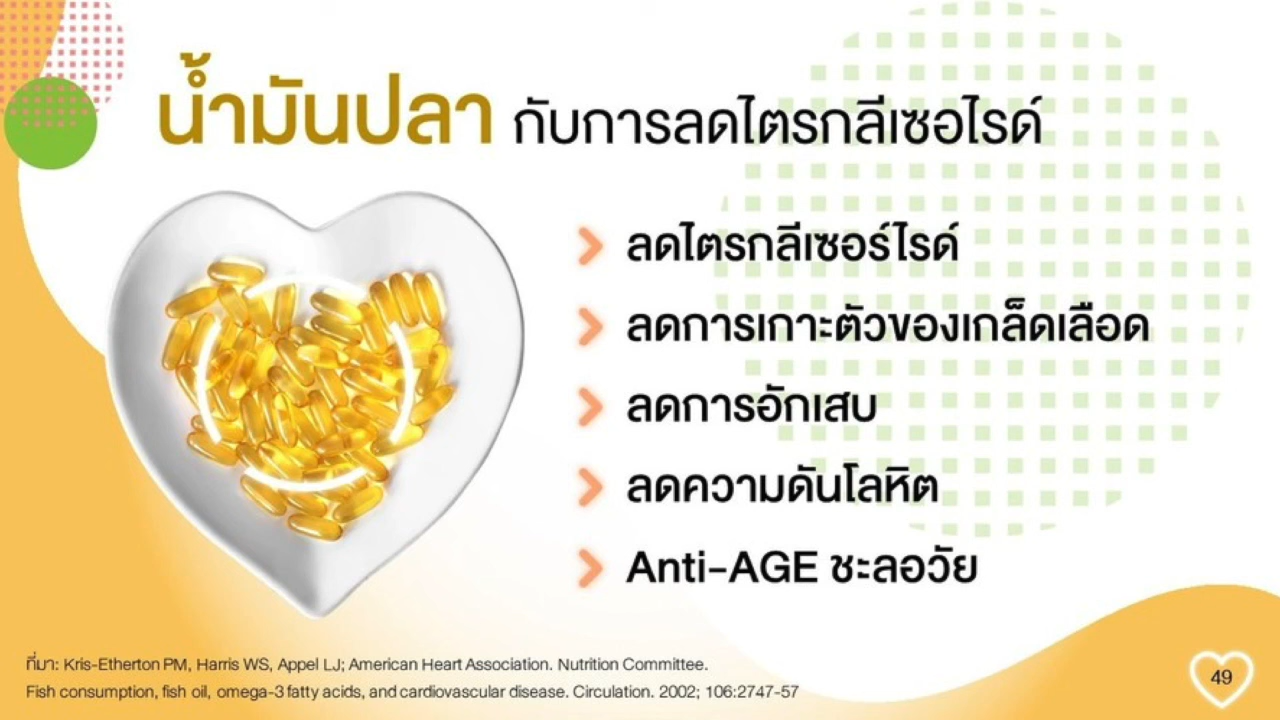 น้ำมันปลา กับการลดไตรกลีเซอไรด์
ลดไตรกลีเซอร์ไรด์
ลดการเกาะตัวของเกล็ดเลือด
ลดการอักเสบ
ลดความดันโลหิต
Anti-AGE ชะลอวัย
ที่มา: Kris-Etherton PM, Harris WS, Appel LJ; American Heart Association. Nutrition Committee.
Fish consumption, fish oil, omega-3 fatty acids, and cardiovascular disease. Circulation. 2002; 106:2747-57
49